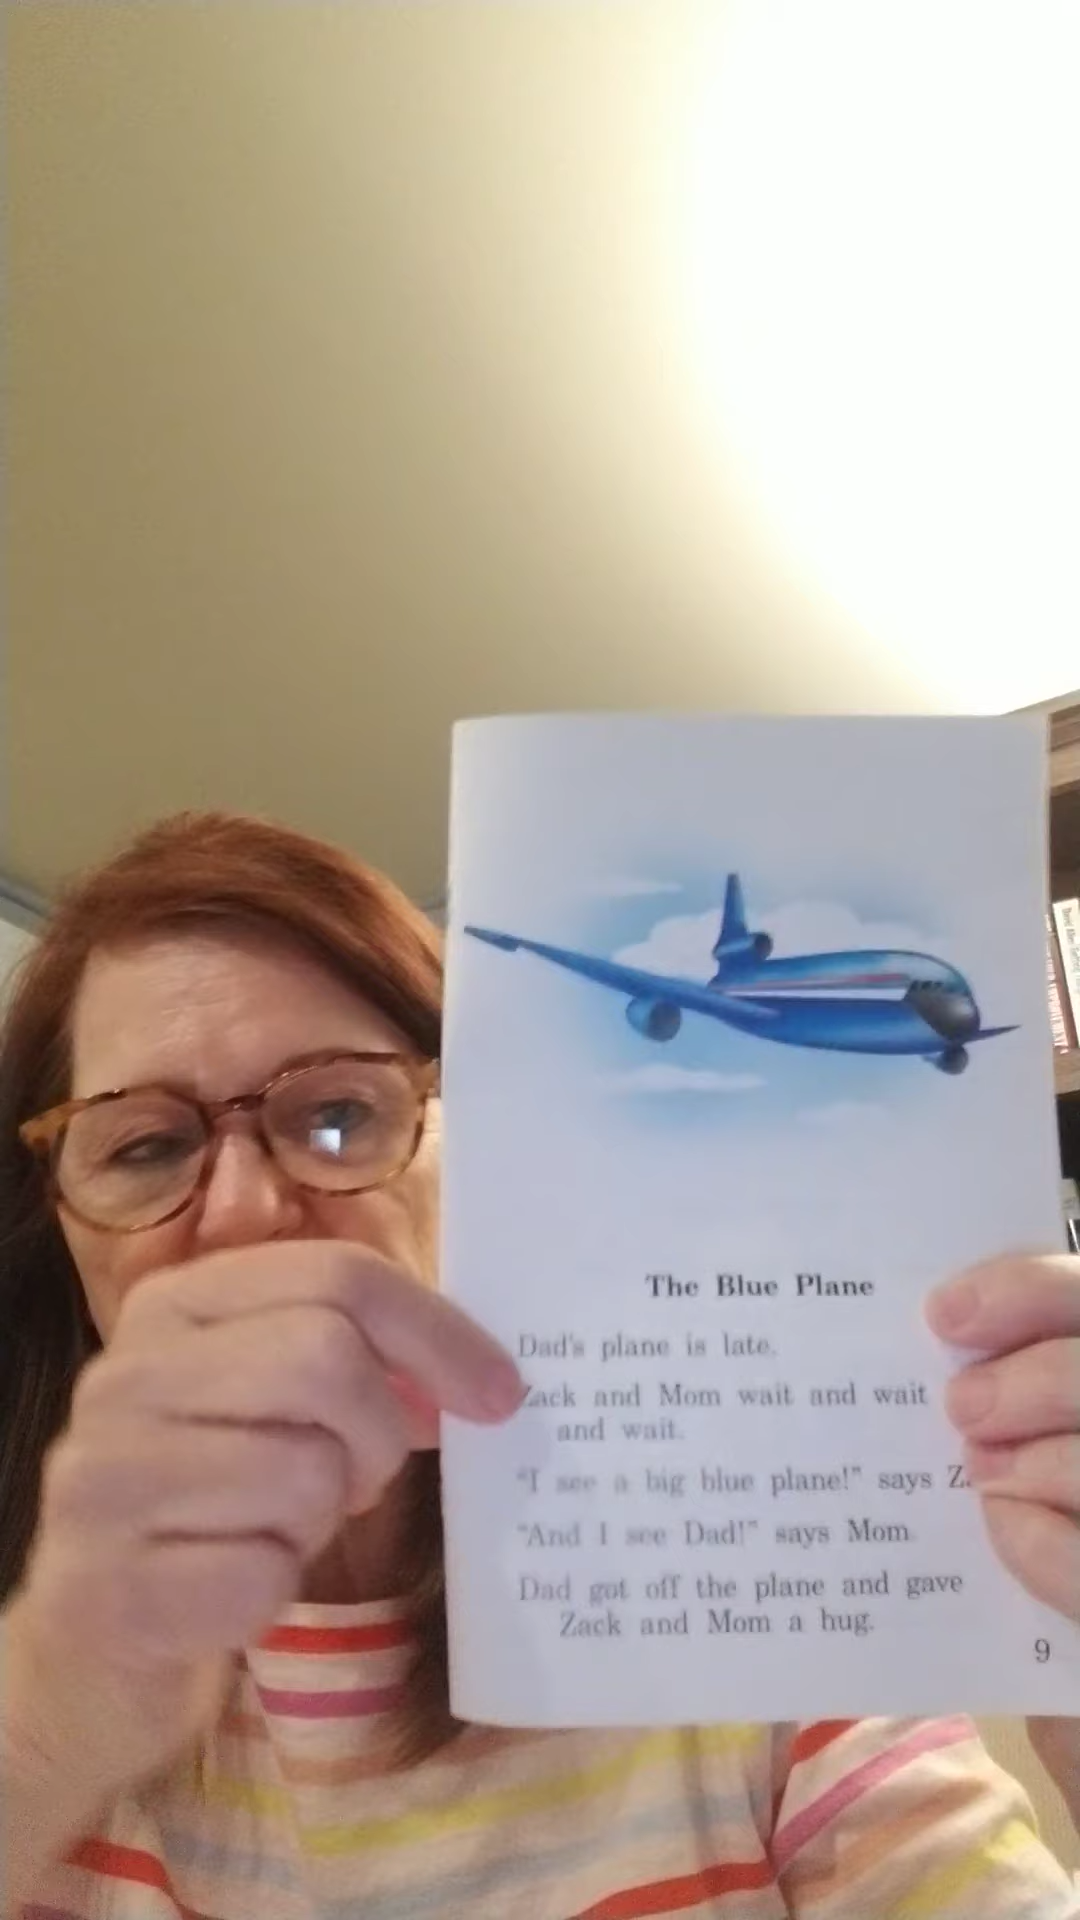 The Blue Plane
Dad's plane is late.
Zack and Mom wait and wait
and wait.
"I see a big blue plane!" says
"And I see Dad!" says Mom.
Dad got off the plane and gave
Zack and Mom a hug.
9